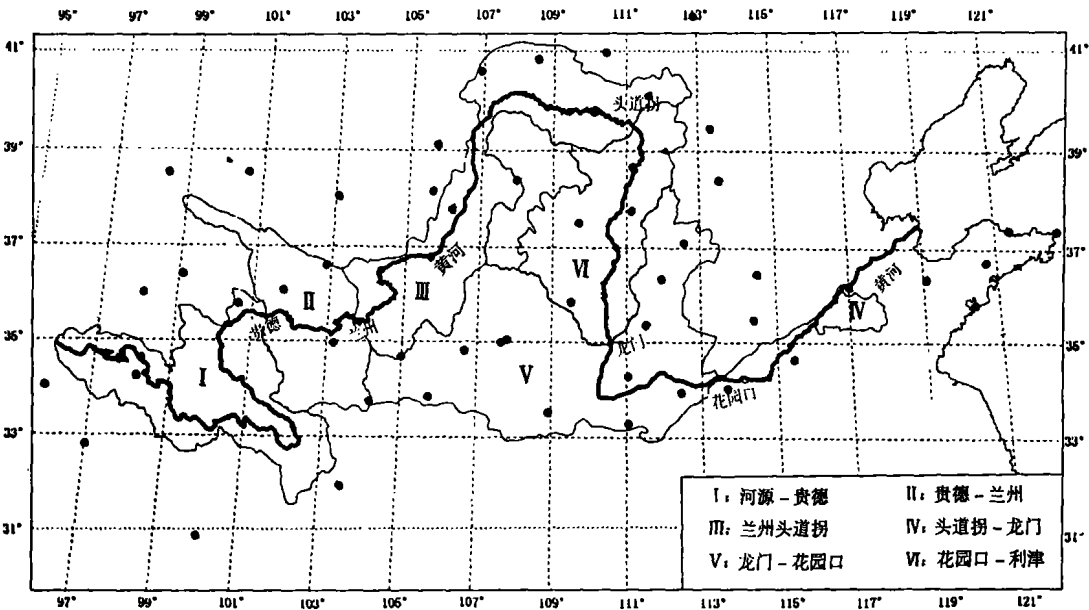 95° 97° 99° 101° 103° 105° 107° 109° 111° 113° 115° 117° 119° 121°
41° 41°
头道拐
39° 39°
37° 37°
黄河
Ⅵ
黄河
Ⅱ
Ⅲ
Ⅳ
贵德
兰州
35° 35°
龙门
Ⅰ
Ⅴ
花园门
33° 33°
Ⅰ：河源－贵德 Ⅱ：贵德－兰州
31° 31°
Ⅲ：兰州头道拐 Ⅳ：头道拐－龙门
Ⅴ：龙门－花园口 Ⅵ：花园口－利津
97° 99° 101° 103° 105° 107° 109° 111° 113° 115° 117° 119° 121°